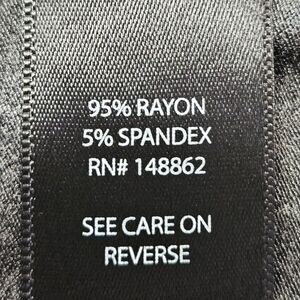 95% RAYON
5% SPANDEX
RN# 148862
SEE CARE ON
REVERSE